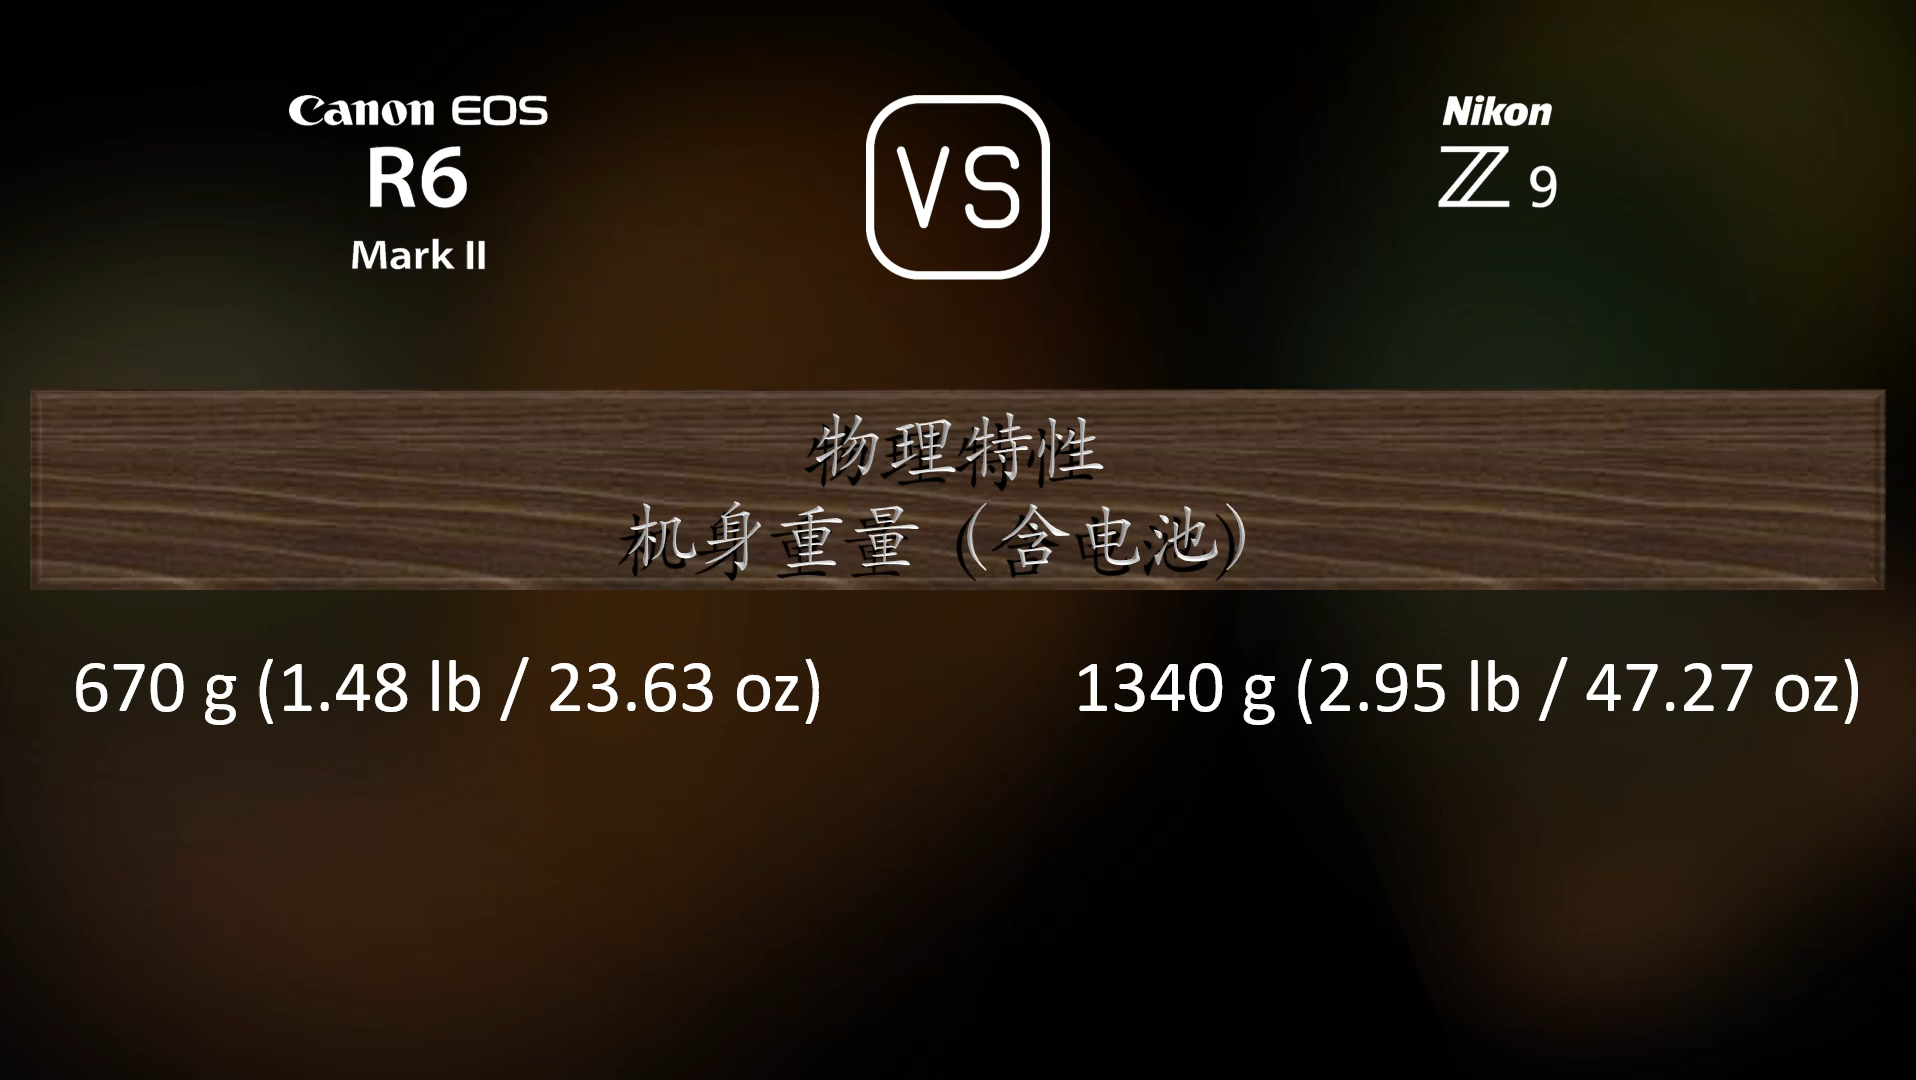 Canon EOS
R6
Mark II
VS
Nikon
Z 9
物理特性
机身重量（含电池）
670 g (1.48 lb / 23.63 oz)
1340 g (2.95 lb / 47.27 oz)